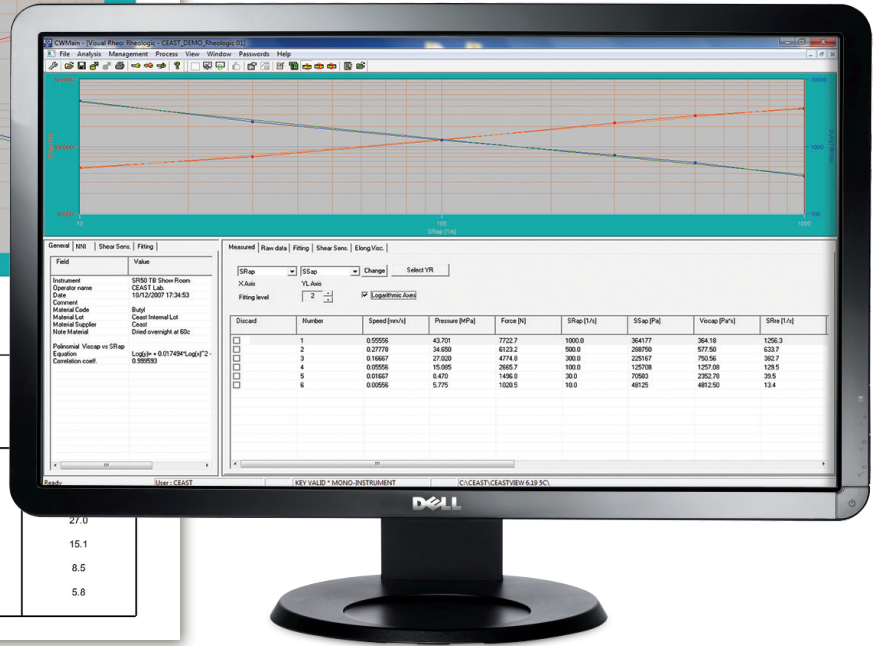 CWMain - [Visual Rheo: Rheologic - CEAST_DEMO_Rheologic 01]
File Analysis Management Process View Window Passwords Help
10000
1000
100
10 100 1000
SRap [1/s]
General NNI Shear Sens. Fitting
Field Value
Instrument SR50 TB Show Room
Operator name CEAST Lab.
Date 10/12/2007 17:34:53
Comment
Material Code Butyl
Material Lot Ceast Internal Lot
Material Supplier Ceast
Note Material Dried overnight at 60c
Polinomial Viscap vs SRap
Equation Log(y)= + 0.017494*Log(x)^2 -
Correlation coeff. 0.999593
Measured Raw data Fitting Shear Sens. Elong.Visc.
SRap SSap Change Select YR
X Axis YL Axis
Fitting level 2 Logarithmic Axes
Discard Number Speed [mm/s] Pressure [MPa] Force [N] SRap [1/s] SSap [Pa] Viscap [Pa*s] SRre [1/s]
1 0.55556 43.701 7722.7 1000.0 364177 364.18 1256.3
2 0.27778 34.650 6123.2 500.0 288750 577.50 633.7
3 0.16667 27.020 4774.8 300.0 225167 750.56 382.7
4 0.05556 15.085 2665.7 100.0 125708 1257.08 129.5
5 0.01667 8.470 1496.8 30.0 70583 2352.78 39.5
6 0.00556 5.775 1020.5 10.0 48125 4812.50 13.4
Ready User : CEAST KEY VALID * MONO-INSTRUMENT C:\CEAST\CEASTVIEW 6.19 5C\
DELL
27.0
15.1
8.5
5.8